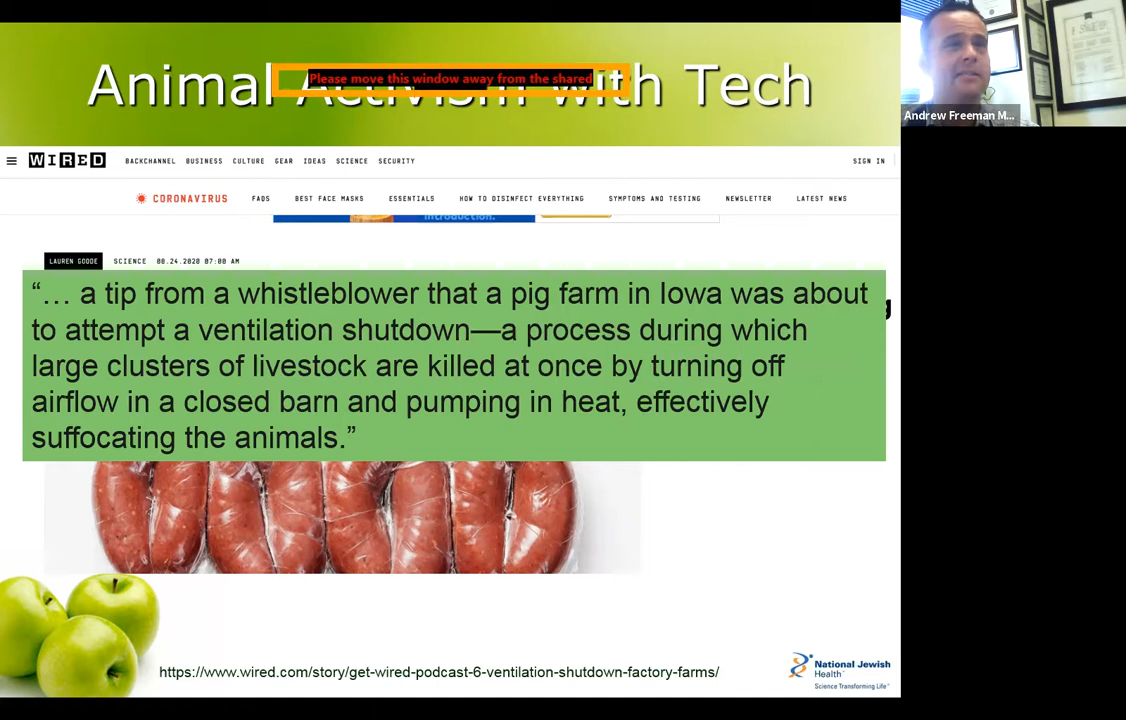 Animal Activism with Tech
Please move this window away from the shared
Andrew Freeman M...
WIRED
BACKCHANNEL BUSINESS CULTURE GEAR IDEAS SCIENCE SECURITY
SIGN IN
CORONAVIRUS FAQS BEST FACE MASKS ESSENTIALS HOW TO DISINFECT EVERYTHING SYMPTOMS AND TESTING NEWSLETTER LATEST NEWS
introduction.
LAUREN GOODE SCIENCE 08.24.2020 07:00 AM
“… a tip from a whistleblower that a pig farm in Iowa was about
to attempt a ventilation shutdown—a process during which
large clusters of livestock are killed at once by turning off
airflow in a closed barn and pumping in heat, effectively
suffocating the animals.”
https://www.wired.com/story/get-wired-podcast-6-ventilation-shutdown-factory-farms/
National Jewish
Health®
Science Transforming Life®